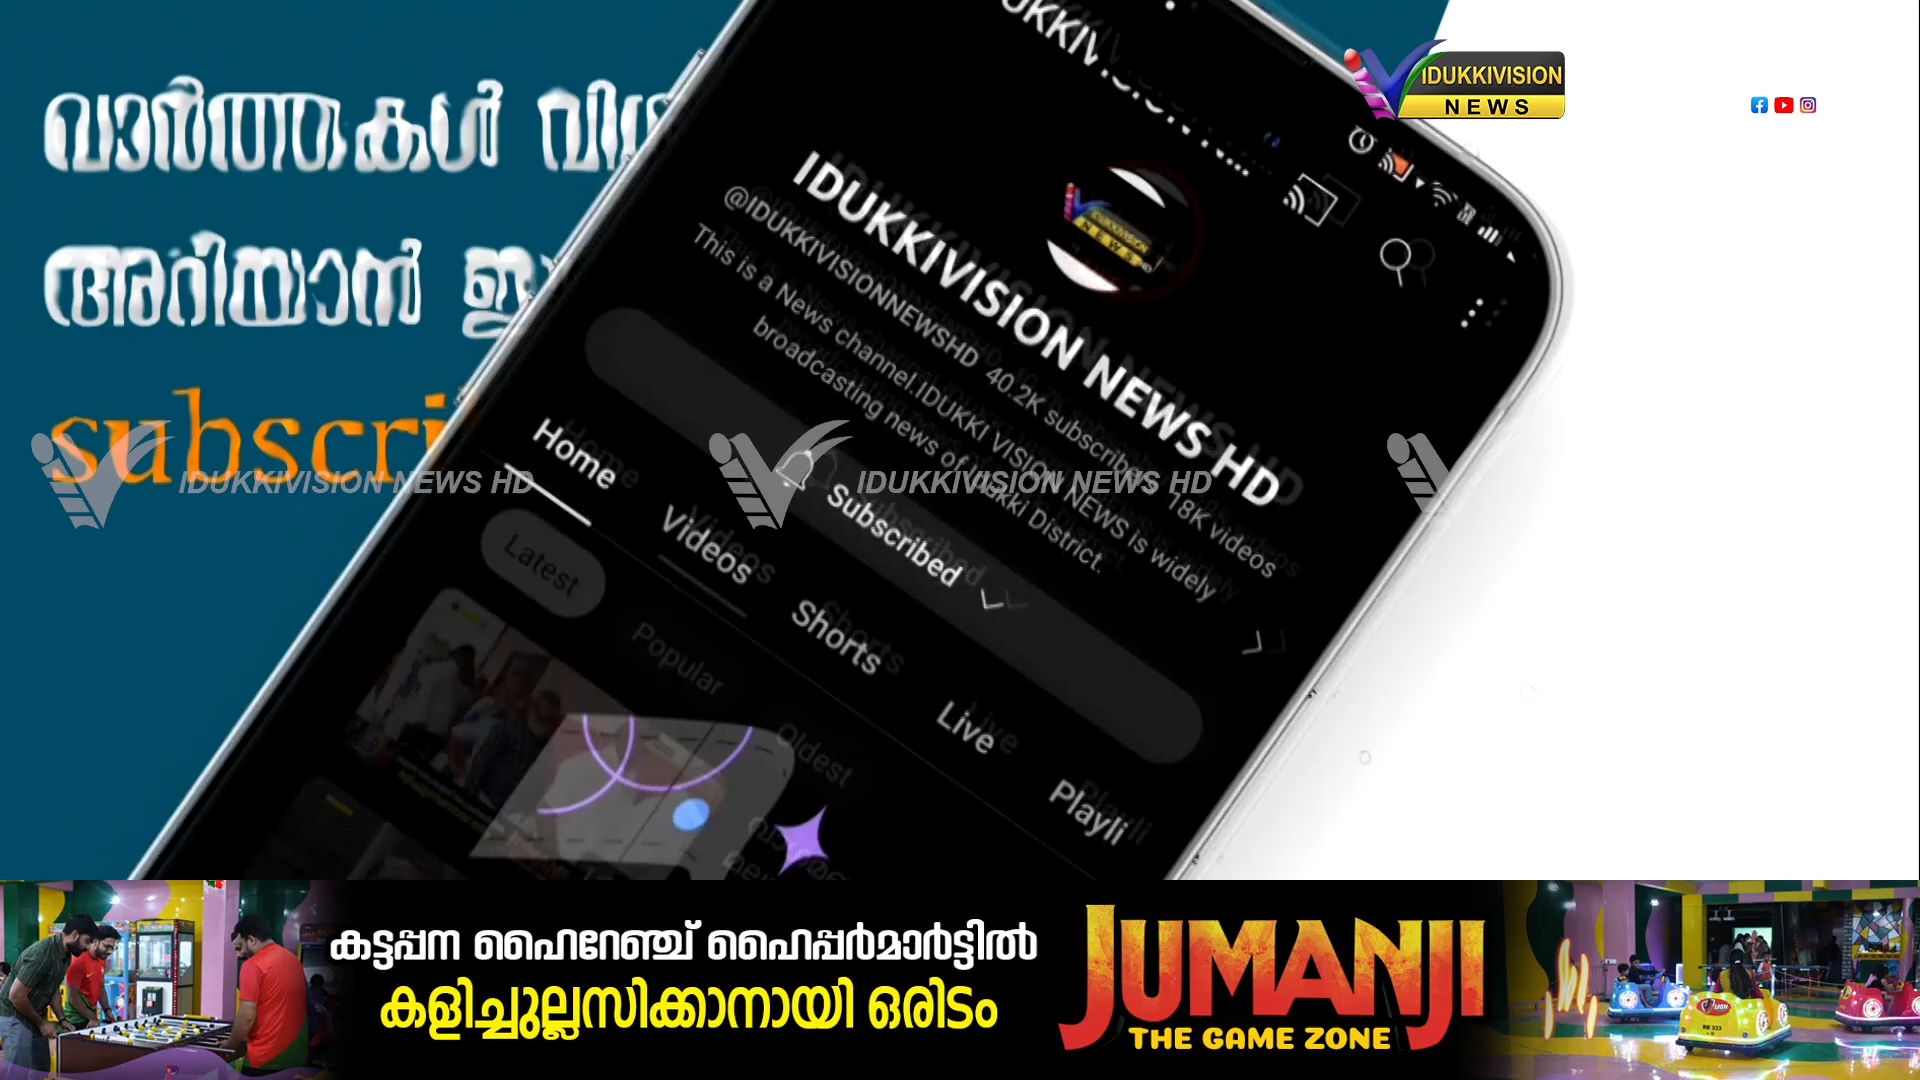 വാർത്തകൾ
അറിയാൻ
subscri
IDUKKIVISION
NEWS
IDUKKIVISION NEWS HD
@IDUKKIVISIONNEWSHD 40.2K subscribers 18K videos
This is a News channel.IDUKKI VISION NEWS is widely
broadcasting news of Idukki District.
Subscribed
Home
Videos
Shorts
Live
Playli
Latest
Popular
Oldest
IDUKKIVISION NEWS HD
IDUKKIVISION NEWS HD
കട്ടപ്പന ഹൈറേഞ്ച് ഹൈപ്പർമാർട്ടിൽ
കളിച്ചുല്ലസിക്കാനായി ഒരിടം
JUMANJI
THE GAME ZONE